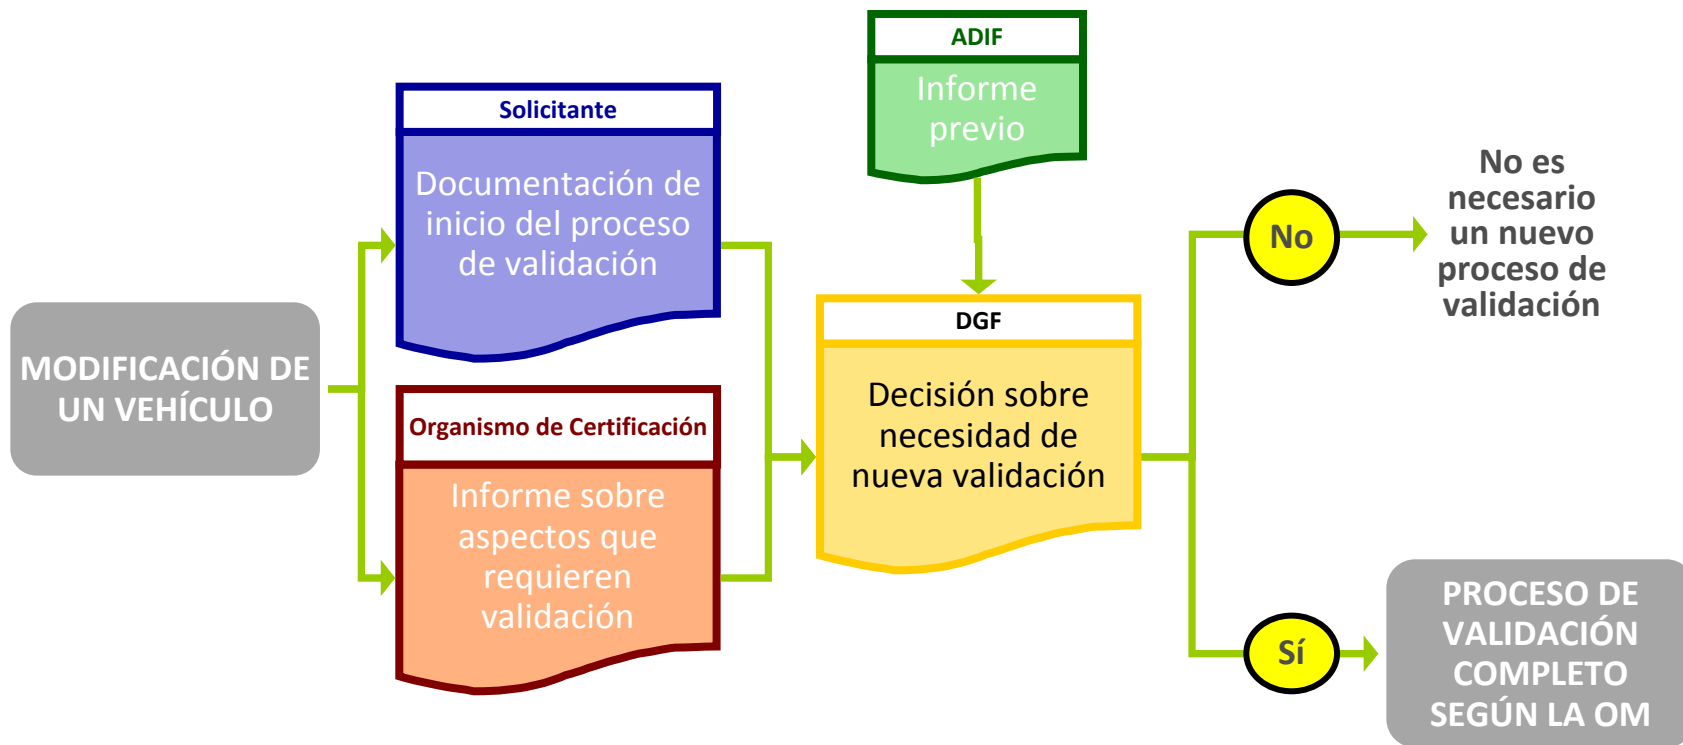 MODIFICACIÓN DE
UN VEHÍCULO
Solicitante
Documentación de
inicio del proceso
de validación
Organismo de Certificación
Informe sobre
aspectos que
requieren
validación
ADIF
Informe
previo
DGF
Decisión sobre
necesidad de
nueva validación
No
No es
necesario
un nuevo
proceso de
validación
Sí
PROCESO DE
VALIDACIÓN
COMPLETO
SEGÚN LA OM